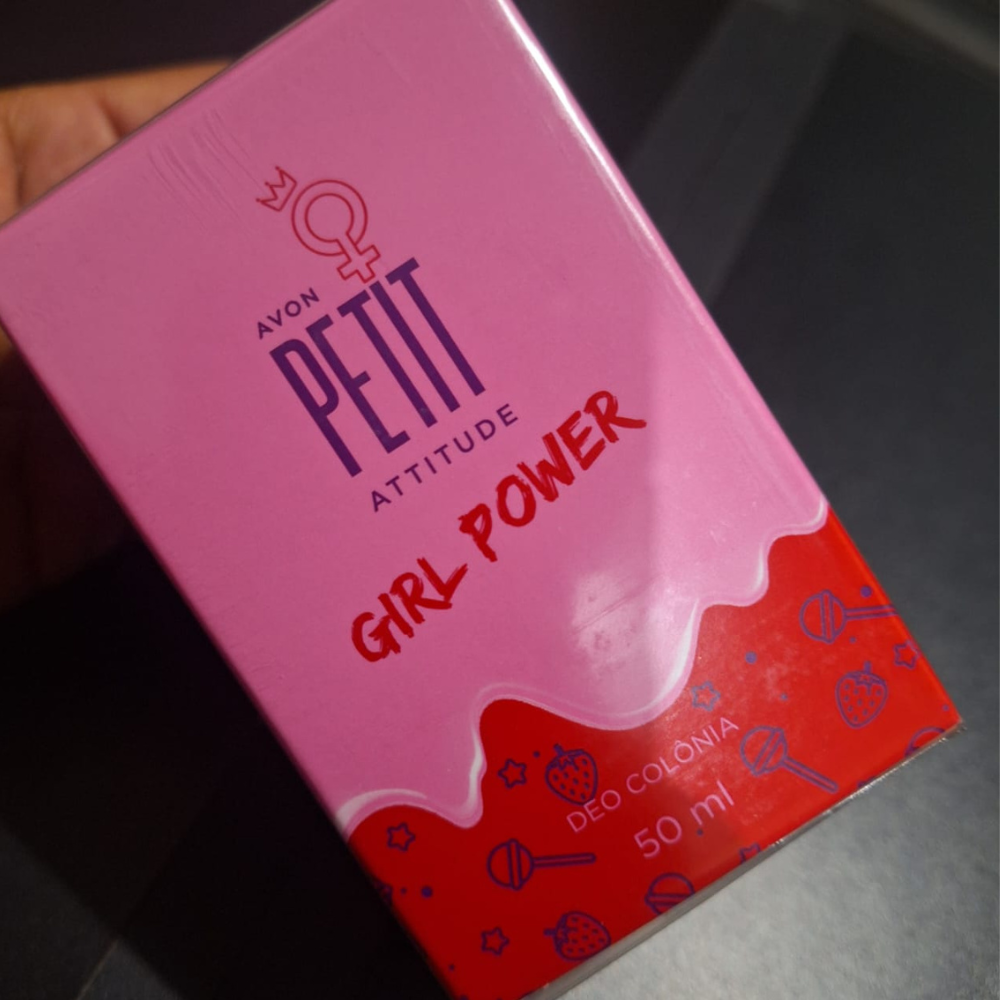 AVON
PETIT
ATTITUDE
GIRL POWER
DEO COLÔNIA
50 ml